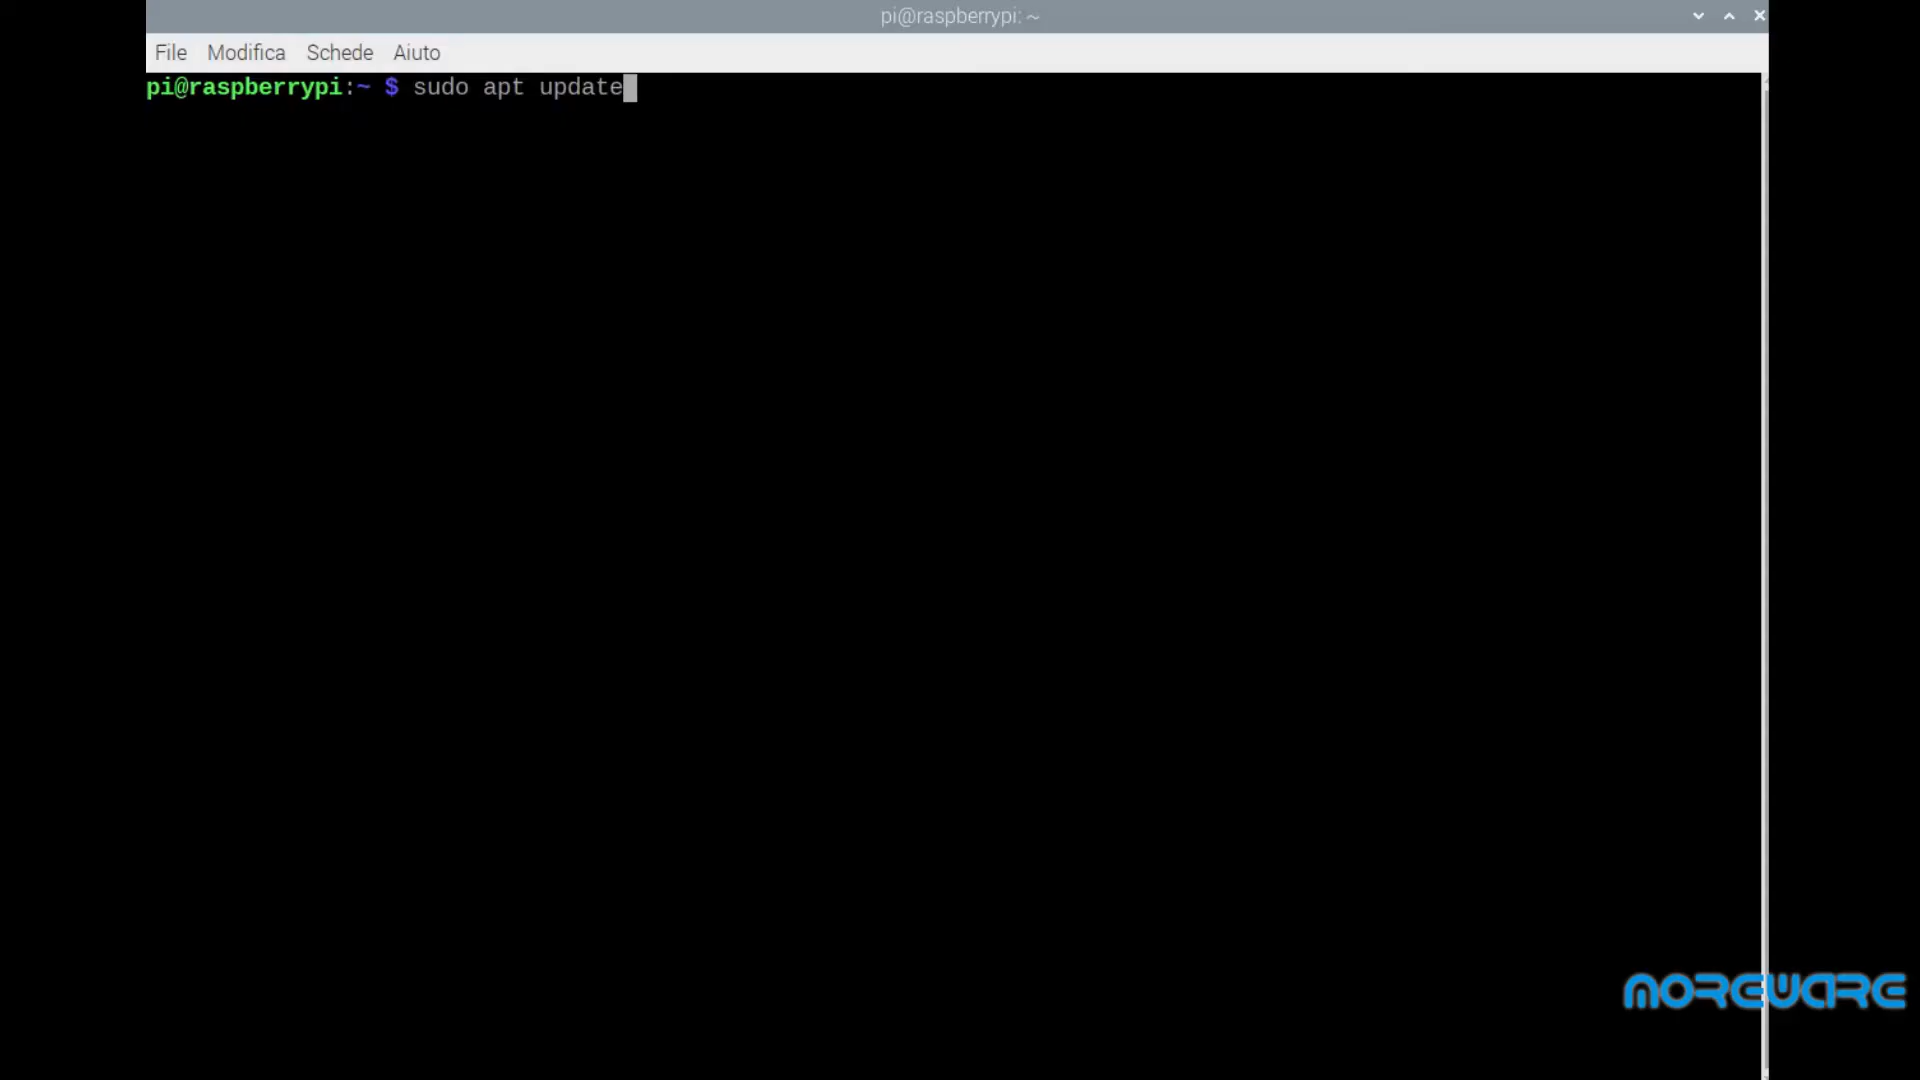 pi@raspberrypi: ~
File Modifica Schede Aiuto
pi@raspberrypi:~ $ sudo apt update
MOREWARE